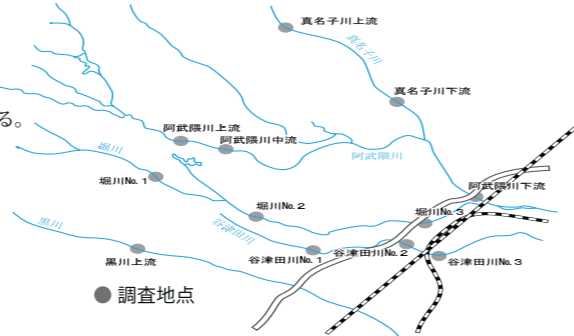 真名子川上流
真名子川
真名子川下流
る。
阿武隈川上流
阿武隈川中流
堀川
阿武隈川
堀川No.1
阿武隈川下流
堀川No.2
堀川No.3
黒川
谷津田川
黒川上流
谷津田川No.1
谷津田川No.2
谷津田川No.3
調査地点